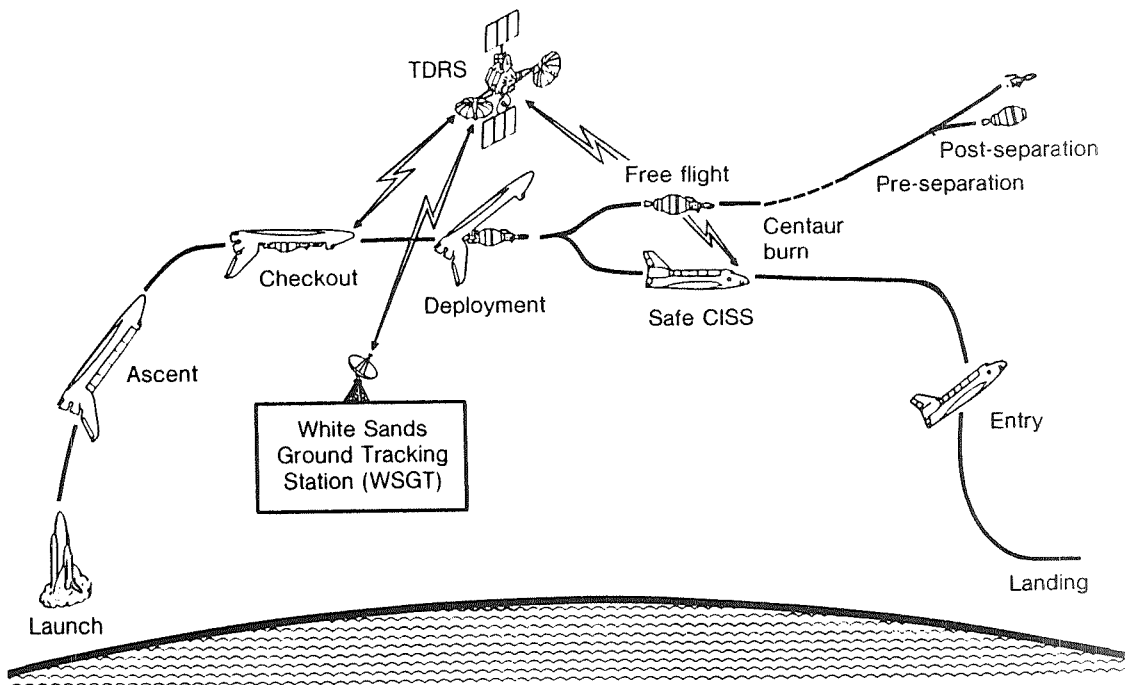 TDRS
Post-separation
Free flight
Pre-separation
Centaur
burn
Checkout
Deployment
Safe CISS
Ascent
White Sands
Ground Tracking
Station (WSGT)
Entry
Landing
Launch